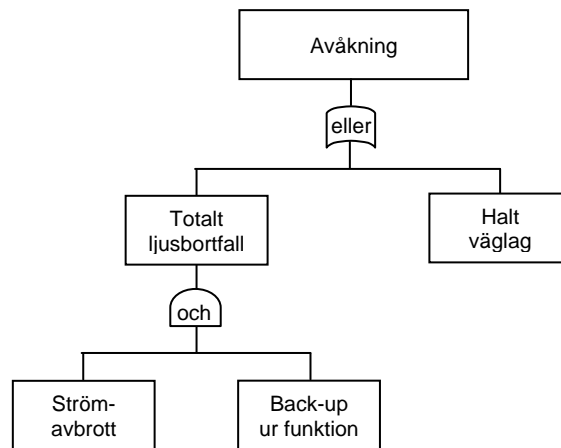 Avåkning
eller
Totalt
ljusbortfall
Halt
väglag
och
Ström-
avbrott
Back-up
ur funktion